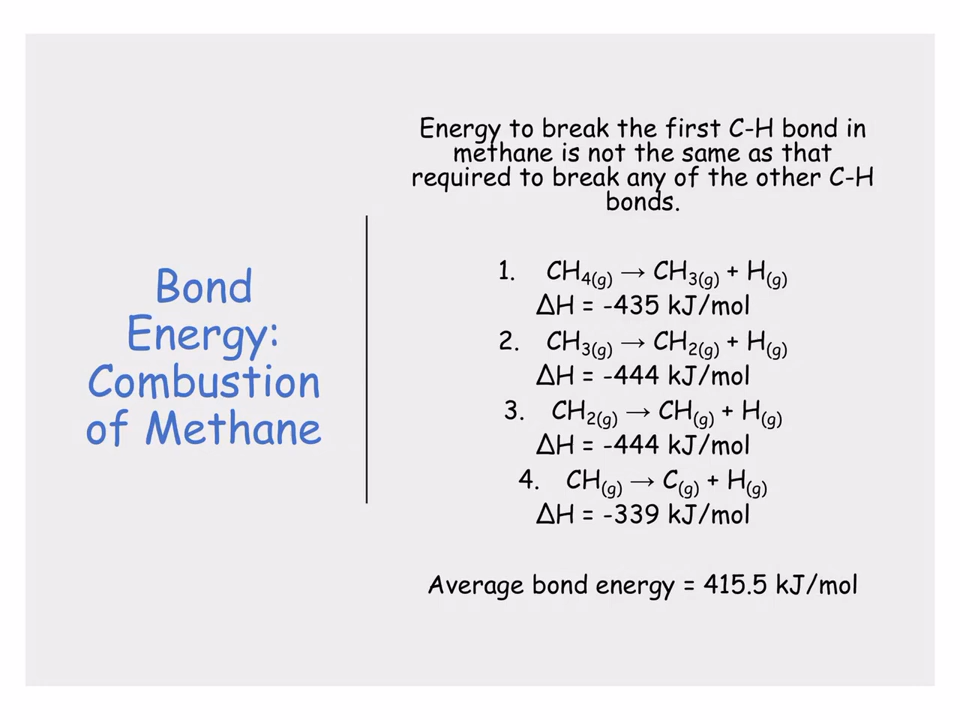 Bond
Energy:
Combustion
of Methane
Energy to break the first C-H bond in
methane is not the same as that
required to break any of the other C-H
bonds.
1. CH₄(g) → CH₃(g) + H(g)
ΔH = -435 kJ/mol
2. CH₃(g) → CH₂(g) + H(g)
ΔH = -444 kJ/mol
3. CH₂(g) → CH(g) + H(g)
ΔH = -444 kJ/mol
4. CH(g) → C(g) + H(g)
ΔH = -339 kJ/mol
Average bond energy = 415.5 kJ/mol